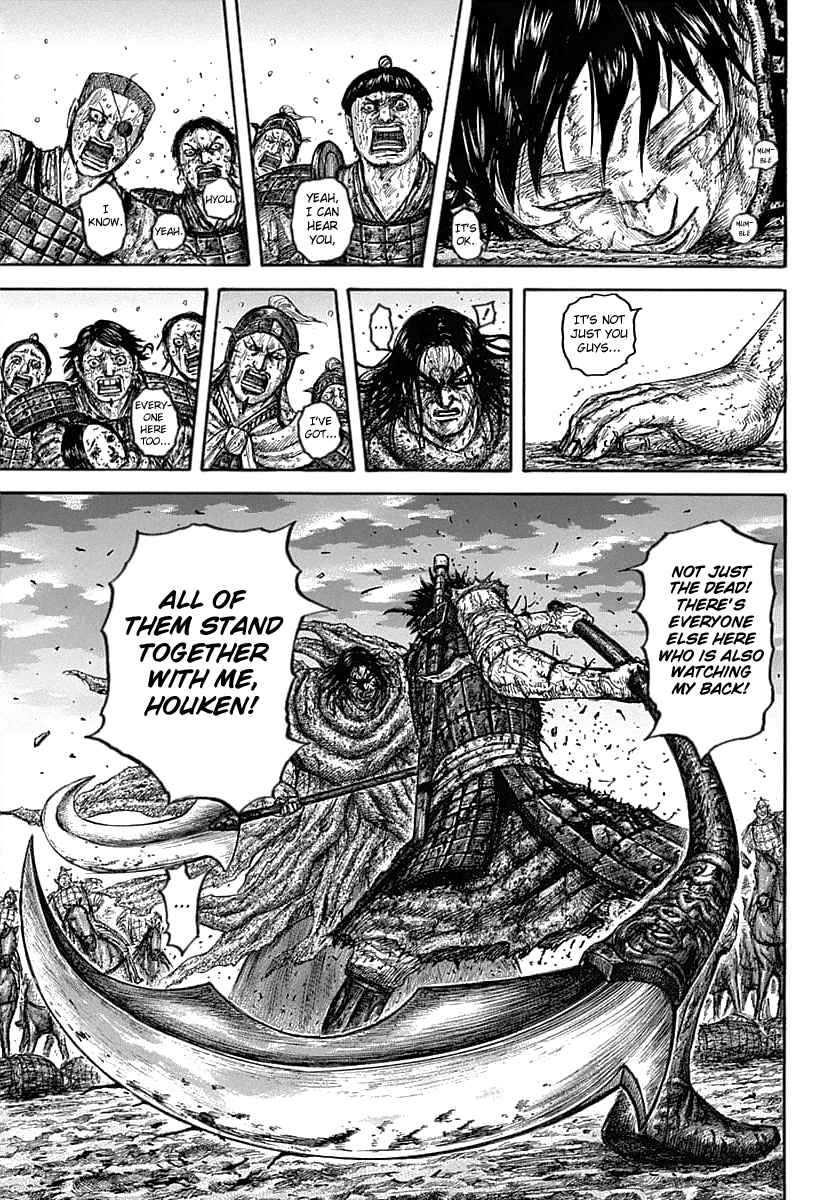 MUM-
BLE
MUM-
BLE
IT'S
OK.
YEAH,
I CAN
HEAR
YOU,
HYOU.
YEAH.
I
KNOW.
IT'S NOT
JUST YOU
GUYS...
...
I'VE
GOT...
EVERY-
ONE
HERE
TOO...
NOT JUST
THE DEAD!
THERE'S
EVERYONE
ELSE HERE
WHO IS ALSO
WATCHING
MY BACK!
ALL OF
THEM STAND
TOGETHER
WITH ME,
HOUKEN!
...